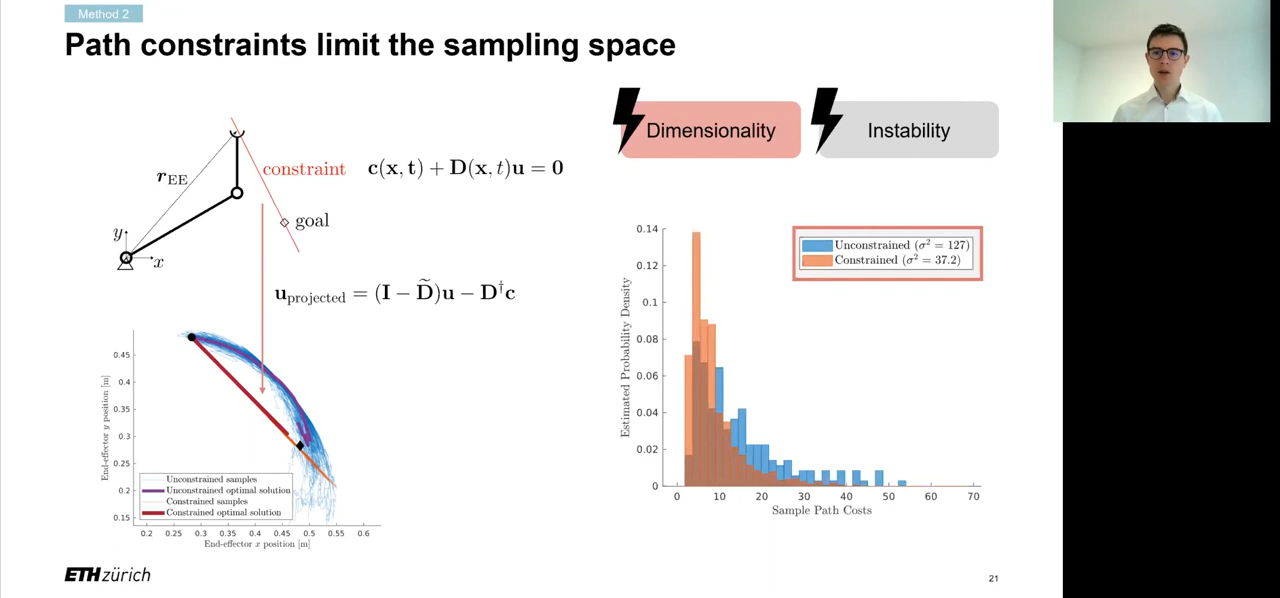 Method 2
Path constraints limit the sampling space
Dimensionality
Instability
r_EE
constraint
c(x, t) + D(x, t)u = 0
goal
y
x
u_projected = (I − D̃)u − D†c
0.45
0.4
0.35
0.3
0.25
0.2
0.15
End-effector y position [m]
Unconstrained samples
Unconstrained optimal solution
Constrained samples
Constrained optimal solution
0.2 0.25 0.3 0.35 0.4 0.45 0.5 0.55 0.6
End-effector x position [m]
Unconstrained (σ² = 127)
Constrained (σ² = 37.2)
0.14
0.12
0.1
0.08
0.06
0.04
0.02
0
Estimated Probability Density
0 10 20 30 40 50 60 70
Sample Path Costs
ETH zürich
21